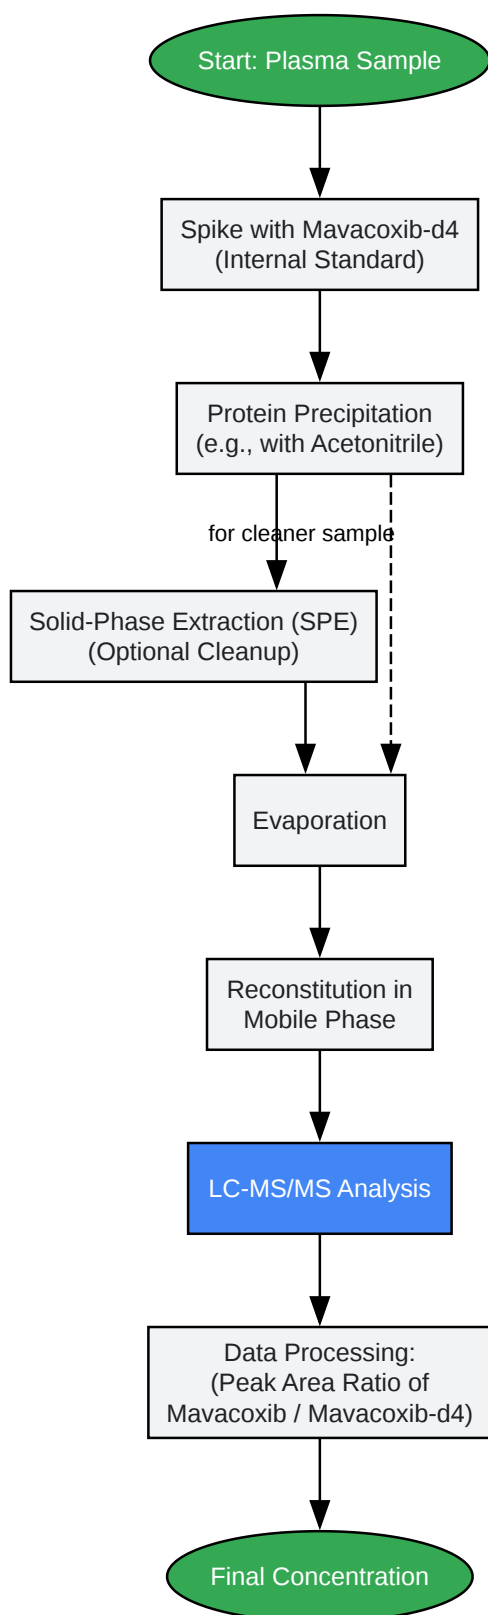 Start: Plasma Sample
Spike with Mavacoxib-d4
(Internal Standard)
Protein Precipitation
(e.g., with Acetonitrile)
for cleaner sample
Solid-Phase Extraction (SPE)
(Optional Cleanup)
Evaporation
Reconstitution in
Mobile Phase
LC-MS/MS Analysis
Data Processing:
(Peak Area Ratio of
Mavacoxib / Mavacoxib-d4)
Final Concentration